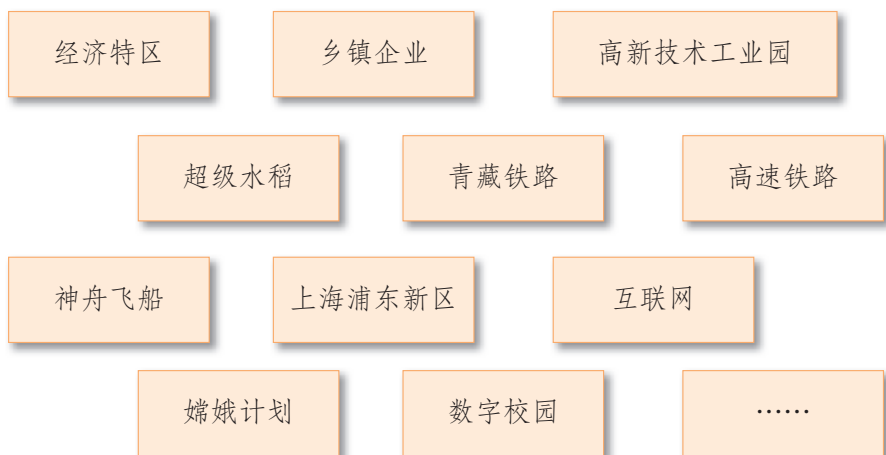 经济特区 乡镇企业 高新技术工业园
超级水稻 青藏铁路 高速铁路
神舟飞船 上海浦东新区 互联网
嫦娥计划 数字校园 ……